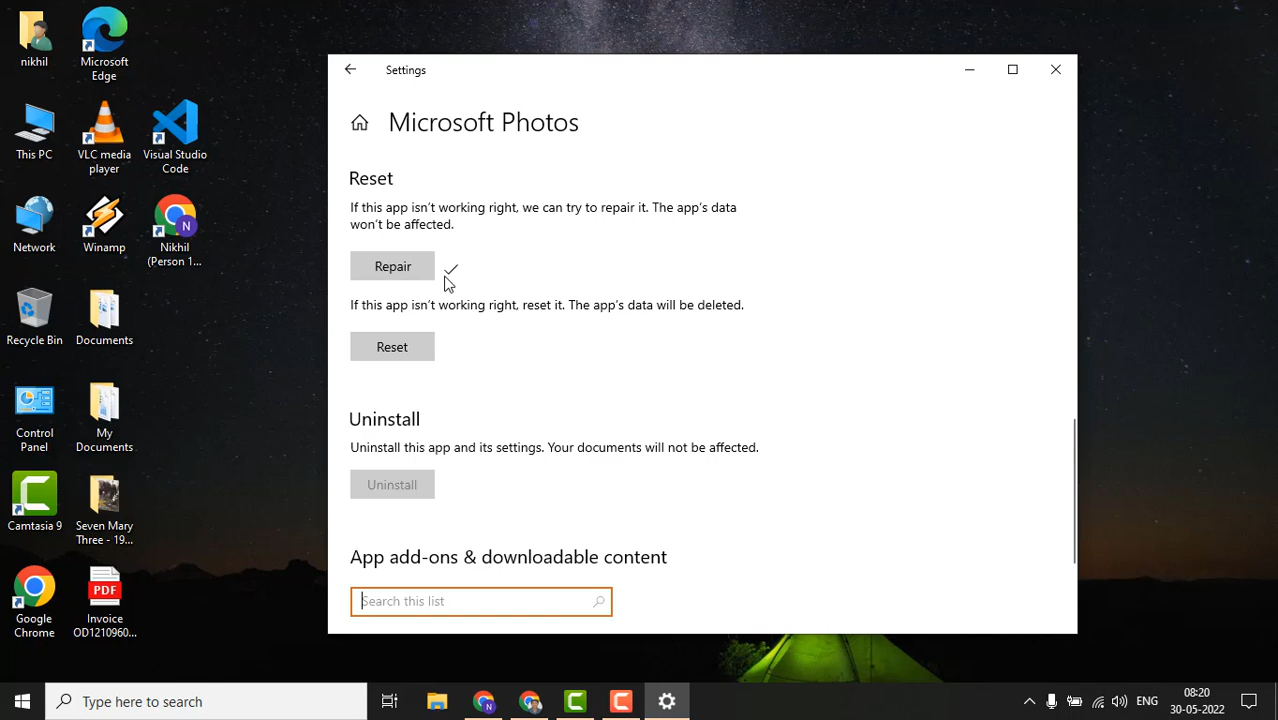 nikhil
Microsoft
Edge
This PC
VLC media
player
Visual Studio
Code
Network
Winamp
N
Nikhil
(Person 1...
Recycle Bin
Documents
Control
Panel
My
Documents
Camtasia 9
Seven Mary
Three - 19...
Google
Chrome
PDF
Invoice
OD1210960...
Settings
Microsoft Photos
Reset
If this app isn't working right, we can try to repair it. The app's data
won't be affected.
Repair
If this app isn't working right, reset it. The app's data will be deleted.
Reset
Uninstall
Uninstall this app and its settings. Your documents will not be affected.
Uninstall
App add-ons & downloadable content
Search this list
Type here to search
N
ENG
08:20
30-05-2022